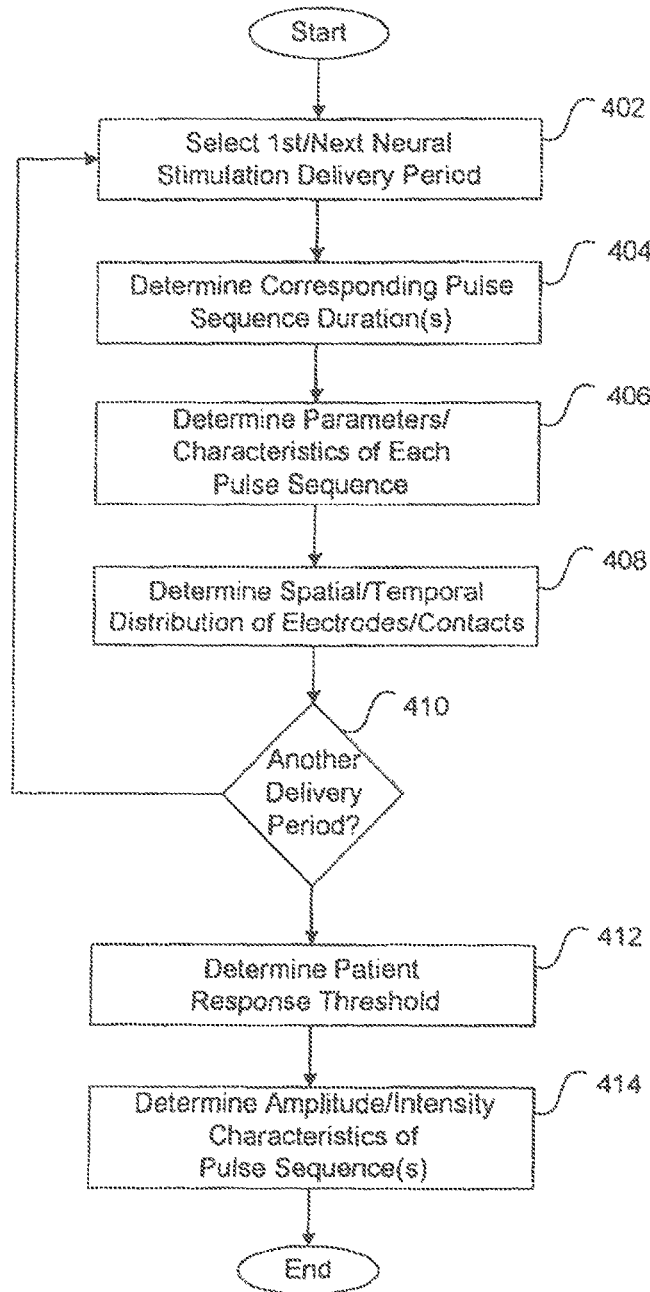 Start
402
Select 1st/Next Neural
Stimulation Delivery Period
404
Determine Corresponding Pulse
Sequence Duration(s)
406
Determine Parameters/
Characteristics of Each
Pulse Sequence
408
Determine Spatial/Temporal
Distribution of Electrodes/Contacts
410
Another
Delivery
Period?
412
Determine Patient
Response Threshold
414
Determine Amplitude/Intensity
Characteristics of
Pulse Sequence(s)
End